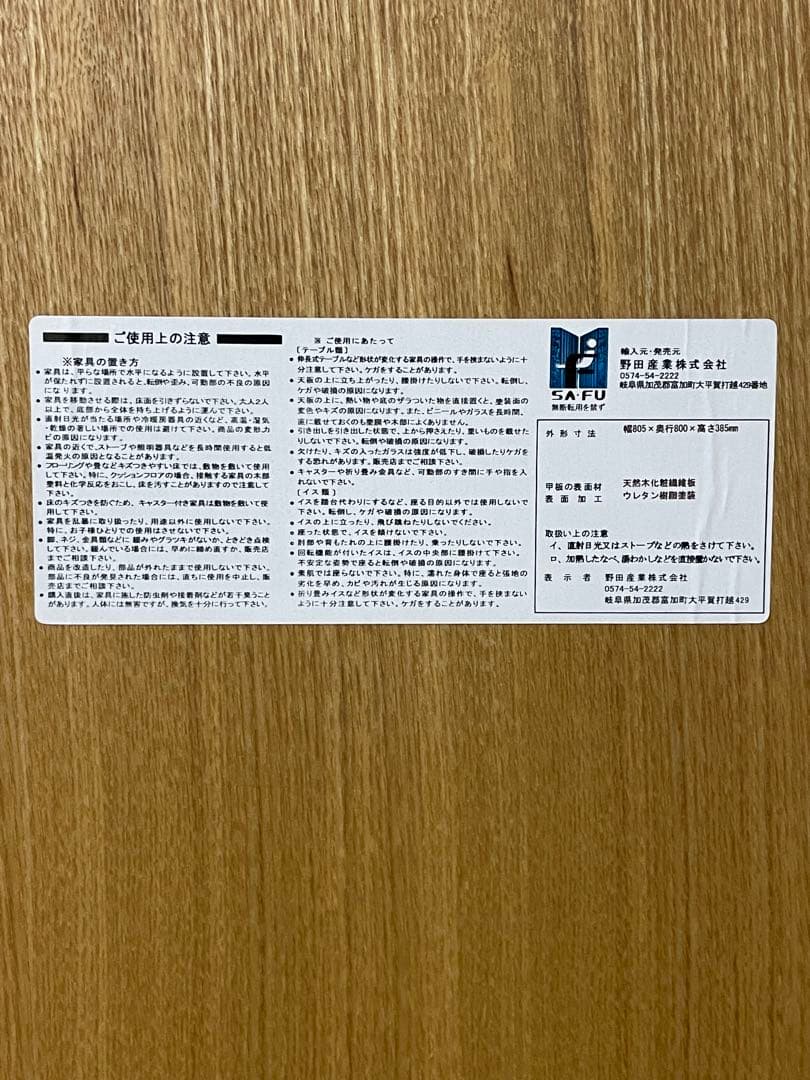 ご使用上の注意
※家具の置き方
● 家具は、平らな場所で水平になるように設置して下さい。水平
が保たれずに設置されると、転倒や歪み、可動部の不良の原因
になります。
● 家具を移動させる際は、床面を引きずらないで下さい。大人2人
以上で、底部から全体を持ち上げるように運んで下さい。
● 直射日光が当たる場所や冷暖房器具の近くなど、高温・湿気
・乾燥の著しい場所での使用は避けて下さい。商品の変形カ
ビの原因になります。
● 家具の近くで、ストーブや照明器具などを長時間使用すると低
温発火の原因となることがあります。
● フローリングや畳などキズつきやすい床では、敷物を敷いて使用
して下さい。特に、クッションフロアの場合、接触する家具の木部
塗料と化学反応をおこし、床を汚すことがありますので注意して
下さい。
● 床のキズつきを防ぐため、キャスター付き家具は敷物を敷いて使
用して下さい。
● 家具を乱暴に取り扱ったり、用途以外に使用しないで下さい。
特に、お子様ひとりでの使用はさせないで下さい。
● 脚、ネジ、金具類などに緩みやグラツキがないか、ときどき点検
して下さい。緩んでいる場合には、早めに締め直すか、販売店
までご相談下さい。
● 商品を改造したり、部品が外れたままで使用しないで下さい。
部品に不良が発見された場合には、直ちに使用を中止し、販
売店までご相談下さい。
● 購入直後は、家具に施した防虫剤や接着剤などが若干臭うこと
があります。人体には無害ですが、換気を十分に行って下さい。
※ ご使用にあたって
[テーブル類]
● 伸長式テーブルなど形状が変化する家具の操作で、手を挟まないように十
分注意して下さい。ケガをすることがあります。
● 天板の上に立ち上がったり、腰掛けたりしないで下さい。転倒し、
ケガや破損の原因になります。
● 天板の上に、熱い物や底のザラついた物を直接置くと、塗装面の
変色やキズの原因になります。また、ビニールやガラスを長時間、
直に載せておくのも塗膜や木部によくありません。
● 引き出しを引き出した状態で、上から押さえたり、重いものを載せた
りしないで下さい。転倒や破損の原因になります。
● 欠けたり、キズの入ったガラスは強度が低下し、破損したりケガを
する恐れがあります。販売店までご相談下さい。
● キャスターや折り畳み金具など、可動部のすき間に手や指を入
れないで下さい。
[イス類]
● イスを踏台代わりにするなど、座る目的以外では使用しないで
下さい。転倒し、ケガや破損の原因になります。
● イスの上に立ったり、飛び跳ねたりしないでください。
● 座った状態で、イスを傾けないで下さい。
● 肘部や背もたれの上に腰掛けたり、乗ったりしないで下さい。
● 回転機能が付いたイスは、イスの中央部に腰掛けて下さい。
不安定な姿勢で座ると転倒や破損の原因になります。
● 素肌では座らないで下さい。特に、濡れた身体で座ると張地の
劣化を早め、カビや汚れが生じる原因になります。
● 折り畳みイスなど形状が変化する家具の操作で、手を挟まない
ように十分注意して下さい。ケガをすることがあります。
SA·FU
無断転用を禁ず
輸入元・発売元
野田産業株式会社
0574-54-2222
岐阜県加茂郡富加町大平賀打越429番地
外形寸法 幅805×奥行800×高さ385mm
甲板の表面材 天然木化粧繊維板
表面加工 ウレタン樹脂塗装
取扱い上の注意
イ、直射日光又はストーブなどの熱をさけて下さい。
ロ、加熱したなべ、湯わかしなどを直接置かないで下さい。
表示者 野田産業株式会社
0574-54-2222
岐阜県加茂郡富加町大平賀打越429